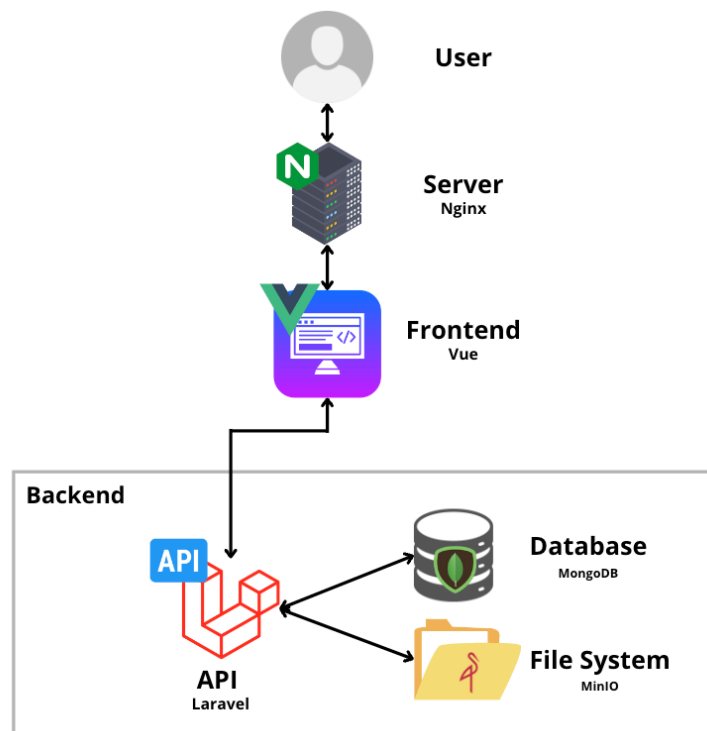 User
Server
Nginx
N
Frontend
Vue
</>
Backend
API
Database
MongoDB
API
Laravel
File System
MinIO